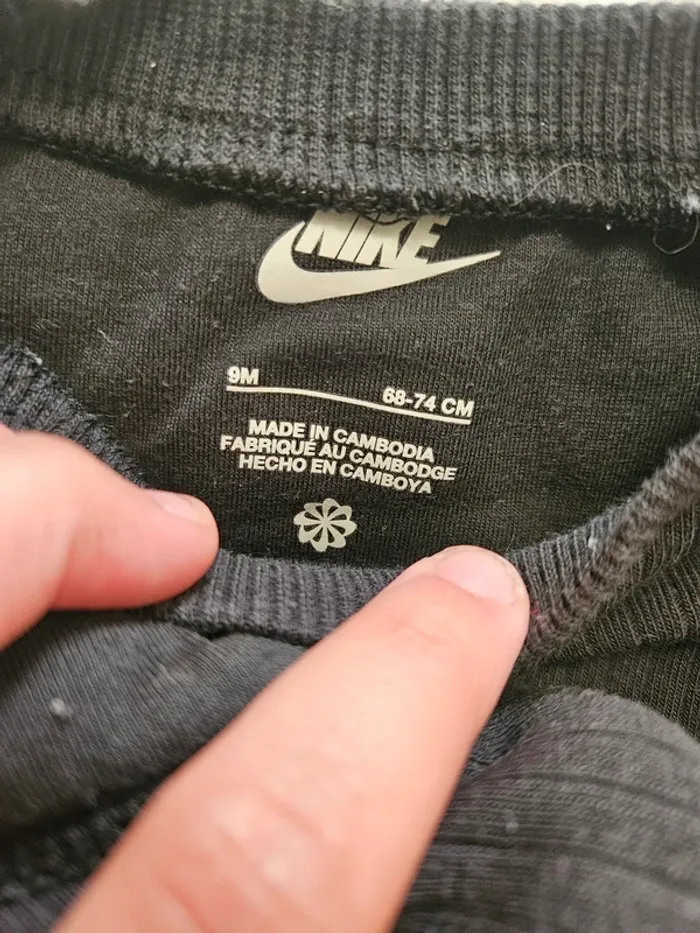 NIKE
9M 68-74 CM
MADE IN CAMBODIA
FABRIQUÉ AU CAMBODGE
HECHO EN CAMBOYA